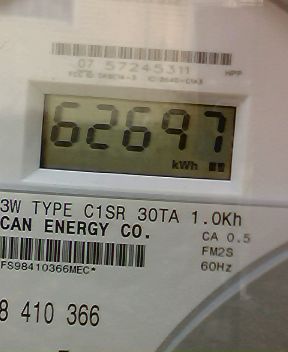 07 57245311 HPP
62697
kWh
3W TYPE C1SR 30TA 1.0Kh
CAN ENERGY CO.
CA 0.5
FM2S
FS98410366MEC*
60Hz
8 410 366